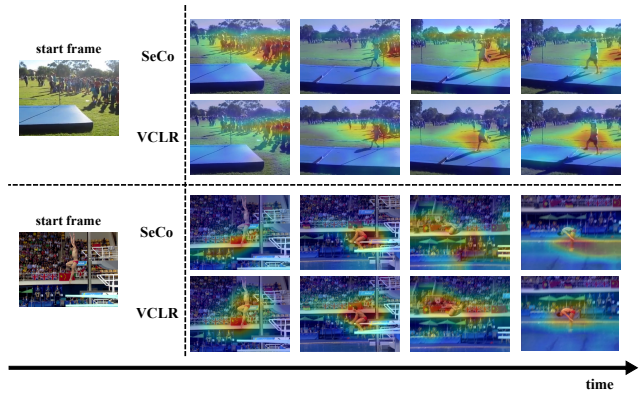 start frame
SeCo
VCLR
start frame
SeCo
VCLR
time